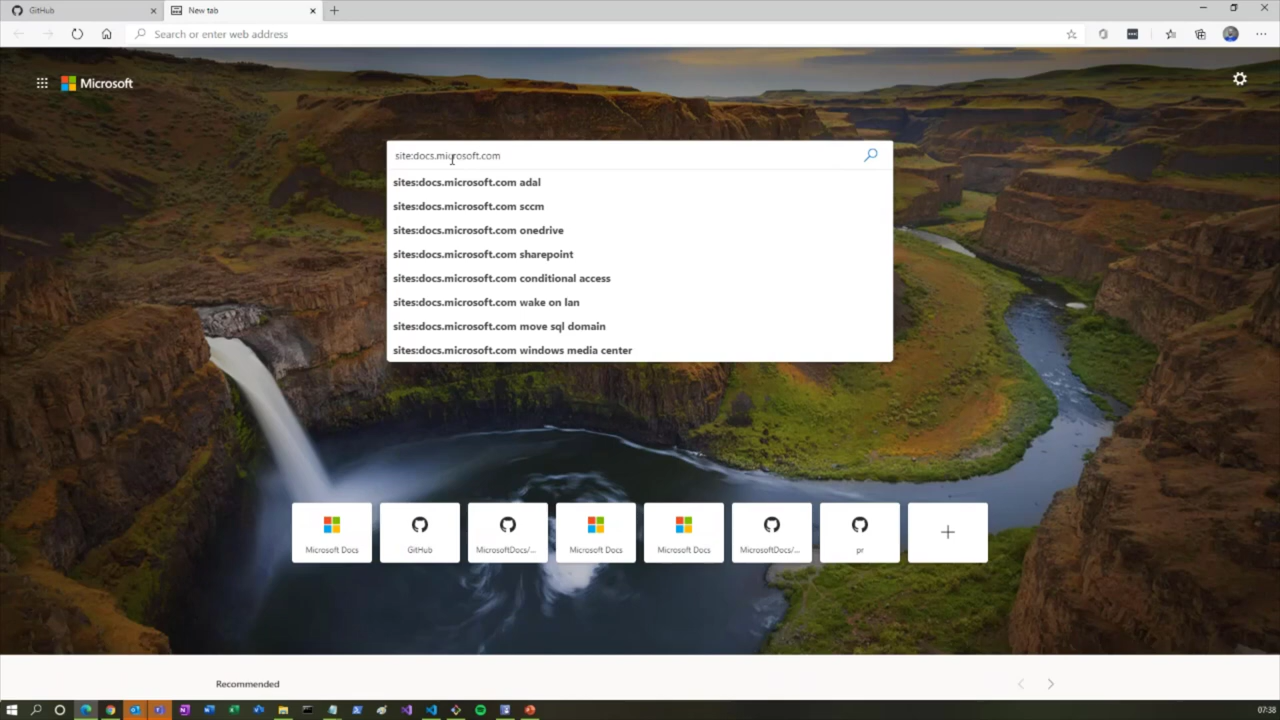 GitHub
New tab
Search or enter web address
Microsoft
site:docs.microsoft.com
sites:docs.microsoft.com adal
sites:docs.microsoft.com sccm
sites:docs.microsoft.com onedrive
sites:docs.microsoft.com sharepoint
sites:docs.microsoft.com conditional access
sites:docs.microsoft.com wake on lan
sites:docs.microsoft.com move sql domain
sites:docs.microsoft.com windows media center
Microsoft Docs
GitHub
MicrosoftDocs/...
Microsoft Docs
Microsoft Docs
MicrosoftDocs/...
pr
Recommended
07:38